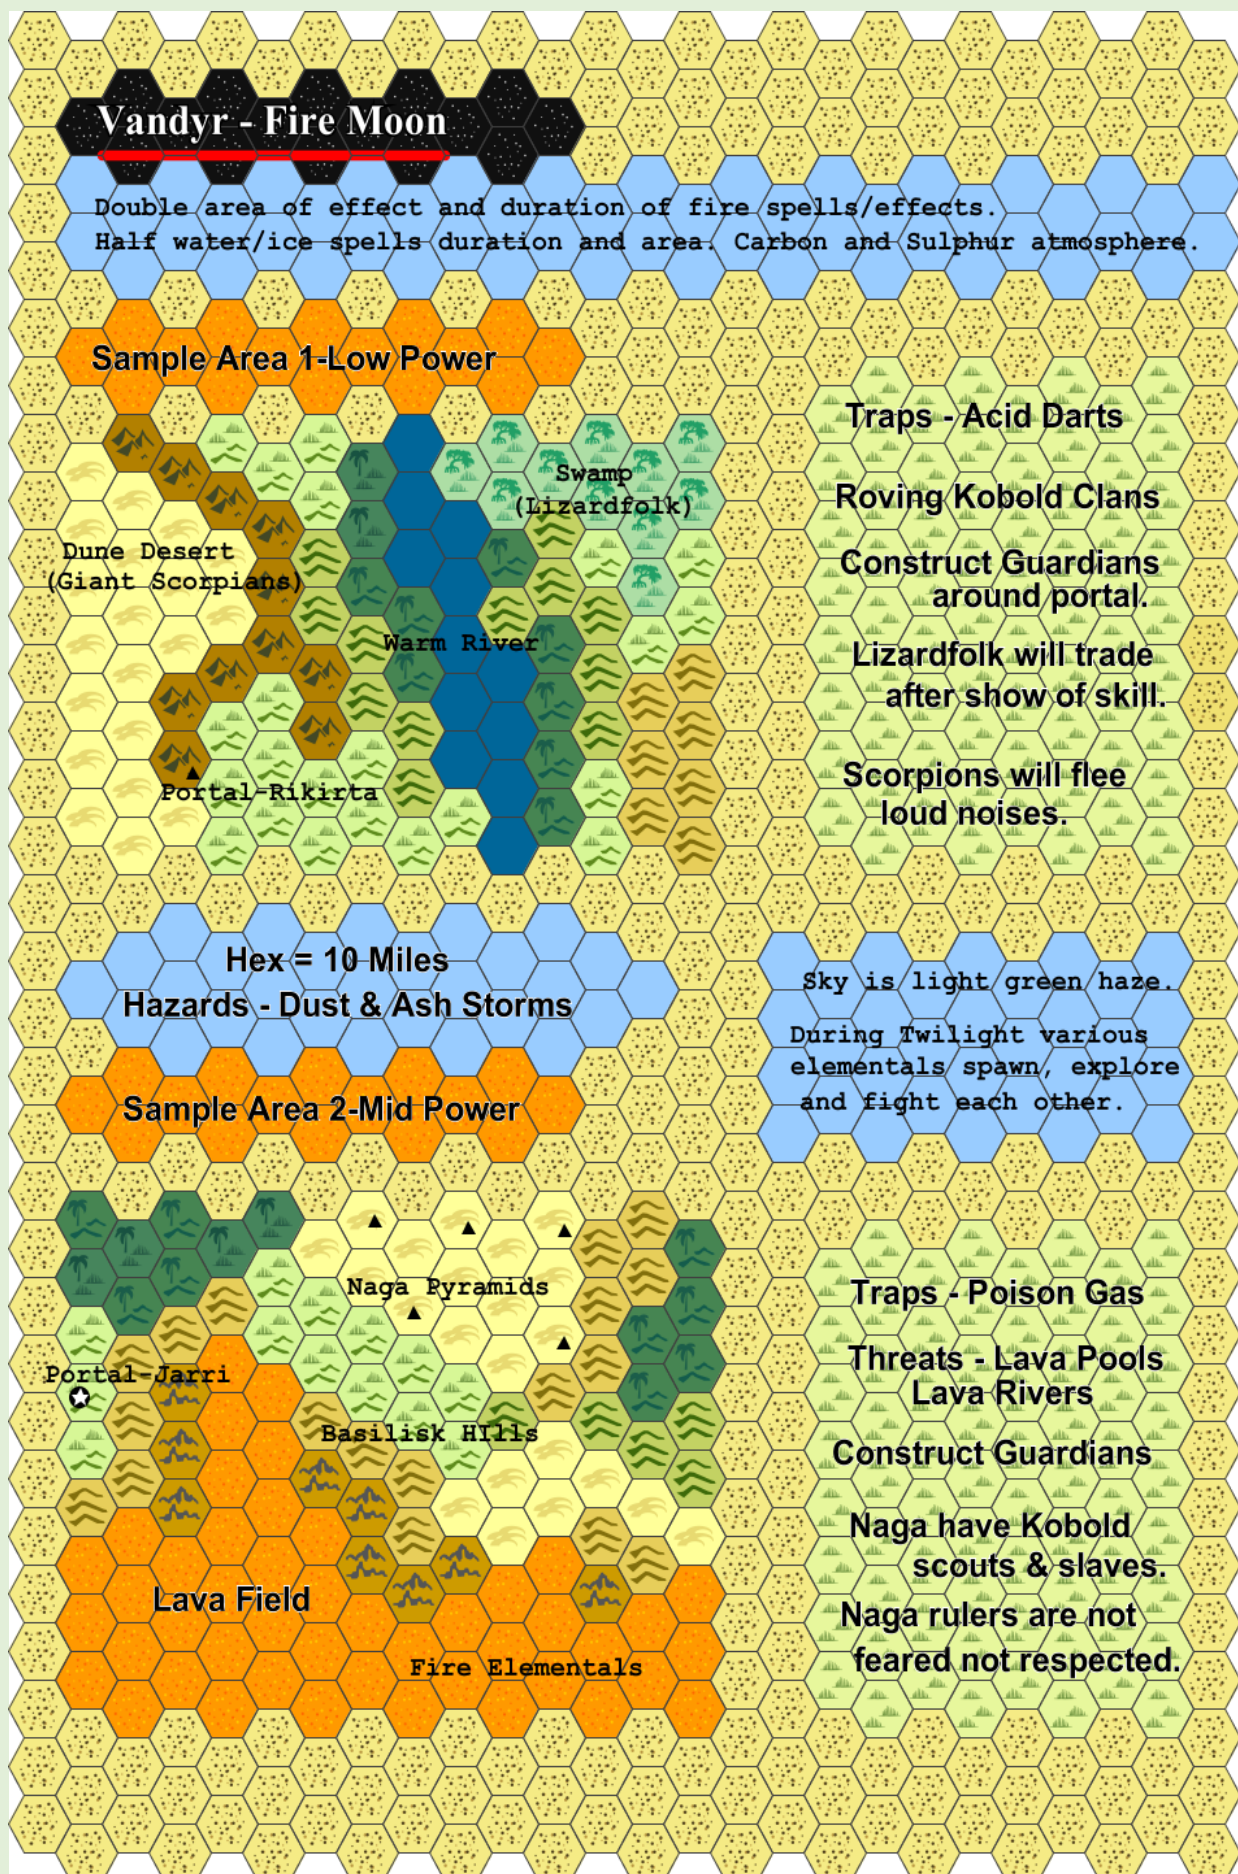 Vandyr - Fire Moon
Double area of effect and duration of fire spells/effects.
Half water/ice spells duration and area. Carbon and Sulphur atmosphere.
Sample Area 1-Low Power
Traps - Acid Darts
Swamp
(Lizardfolk)
Roving Kobold Clans
Dune Desert
(Giant Scorpians)
Construct Guardians
around portal.
Warm River
Lizardfolk will trade
after show of skill.
Portal-Rikirta
Scorpions will flee
loud noises.
Hex = 10 Miles
Hazards - Dust & Ash Storms
Sky is light green haze.
During Twilight various
elementals spawn, explore
and fight each other.
Sample Area 2-Mid Power
Naga Pyramids
Traps - Poison Gas
Portal-Jarri
Threats - Lava Pools
Lava Rivers
Basilisk HIlls
Construct Guardians
Naga have Kobold
scouts & slaves.
Lava Field
Naga rulers are not
feared not respected.
Fire Elementals